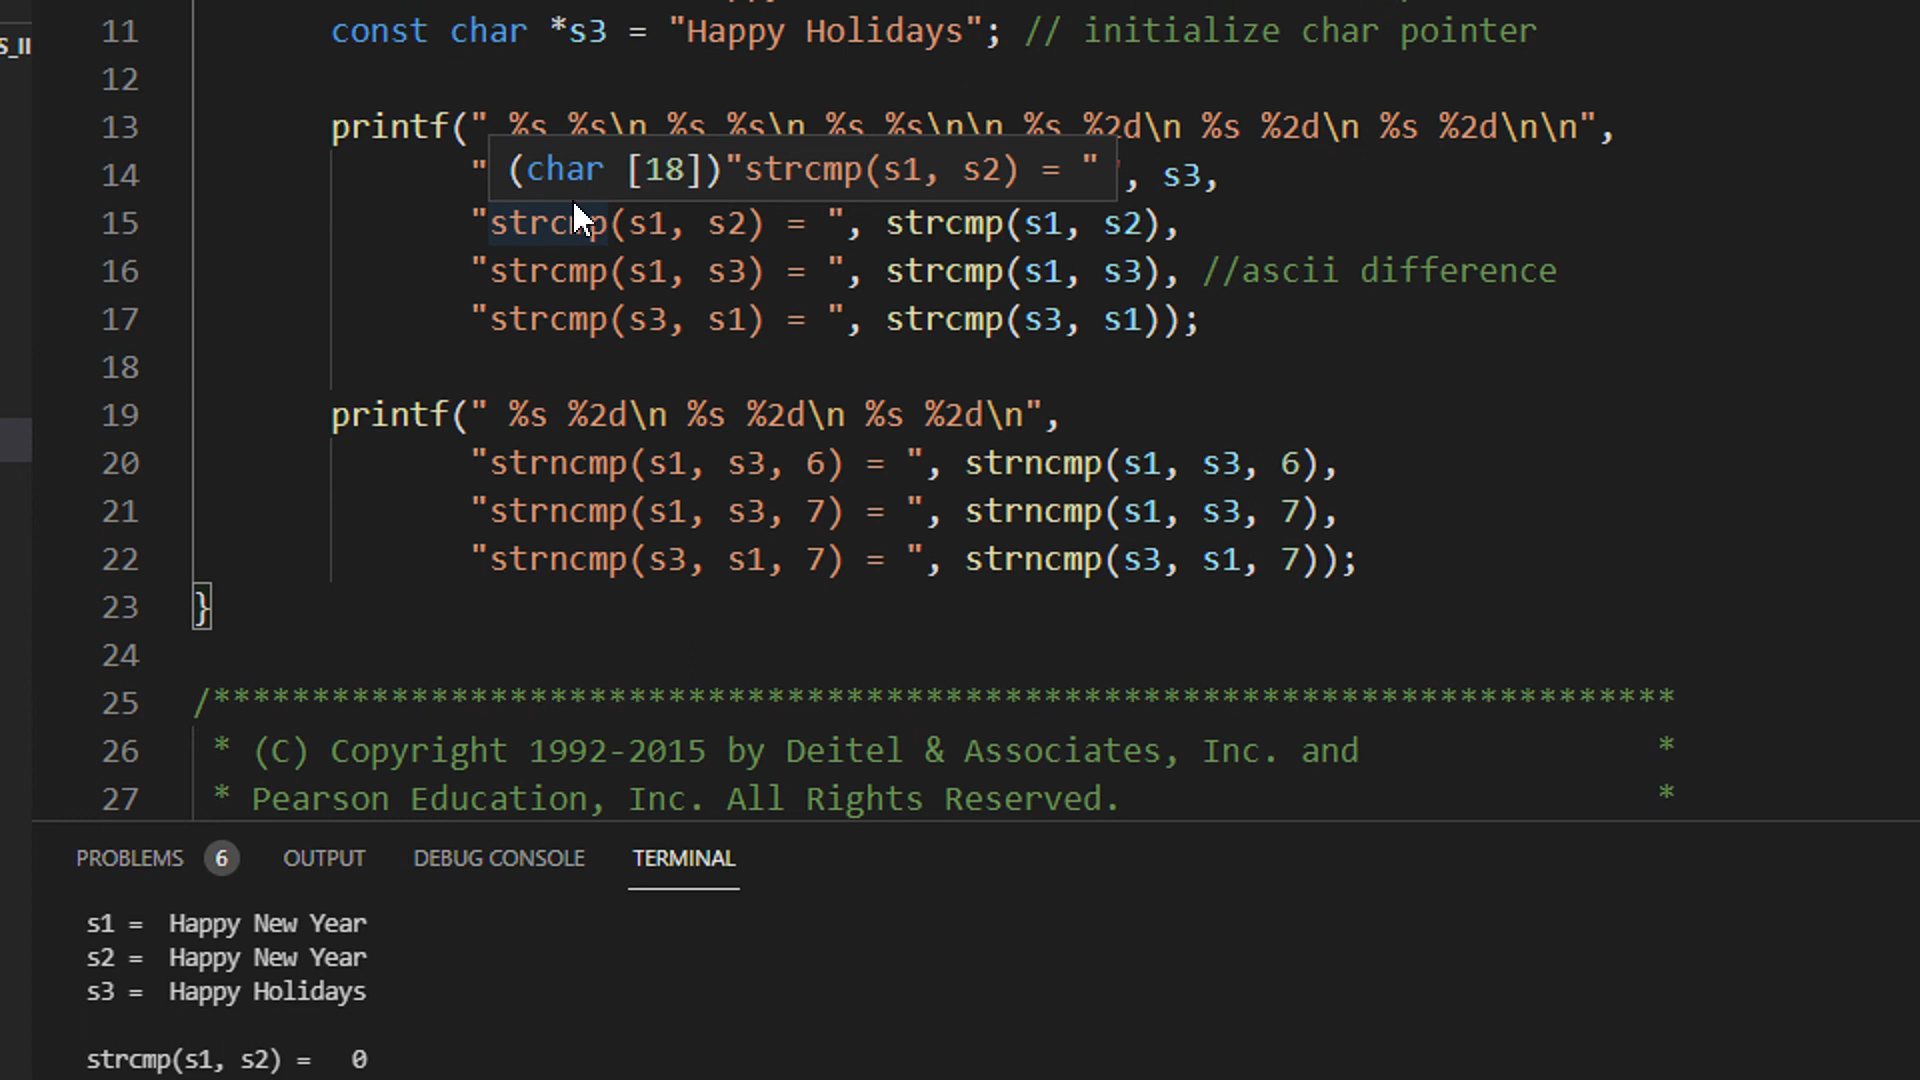 S_II
11 const char *s3 = "Happy Holidays"; // initialize char pointer
12
13 printf(" %s %s\n %s %s\n %s %s\n\n %s %2d\n %s %2d\n %s %2d\n\n",
(char [18])"strcmp(s1, s2) = "
14 " ", s3,
15 "strcmp(s1, s2) = ", strcmp(s1, s2),
16 "strcmp(s1, s3) = ", strcmp(s1, s3), //ascii difference
17 "strcmp(s3, s1) = ", strcmp(s3, s1));
18
19 printf(" %s %2d\n %s %2d\n %s %2d\n",
20 "strncmp(s1, s3, 6) = ", strncmp(s1, s3, 6),
21 "strncmp(s1, s3, 7) = ", strncmp(s1, s3, 7),
22 "strncmp(s3, s1, 7) = ", strncmp(s3, s1, 7));
23 }
24
25 /**************************************************************************
26 * (C) Copyright 1992-2015 by Deitel & Associates, Inc. and *
27 * Pearson Education, Inc. All Rights Reserved. *
PROBLEMS 6 OUTPUT DEBUG CONSOLE TERMINAL
s1 = Happy New Year
s2 = Happy New Year
s3 = Happy Holidays
strcmp(s1, s2) = 0